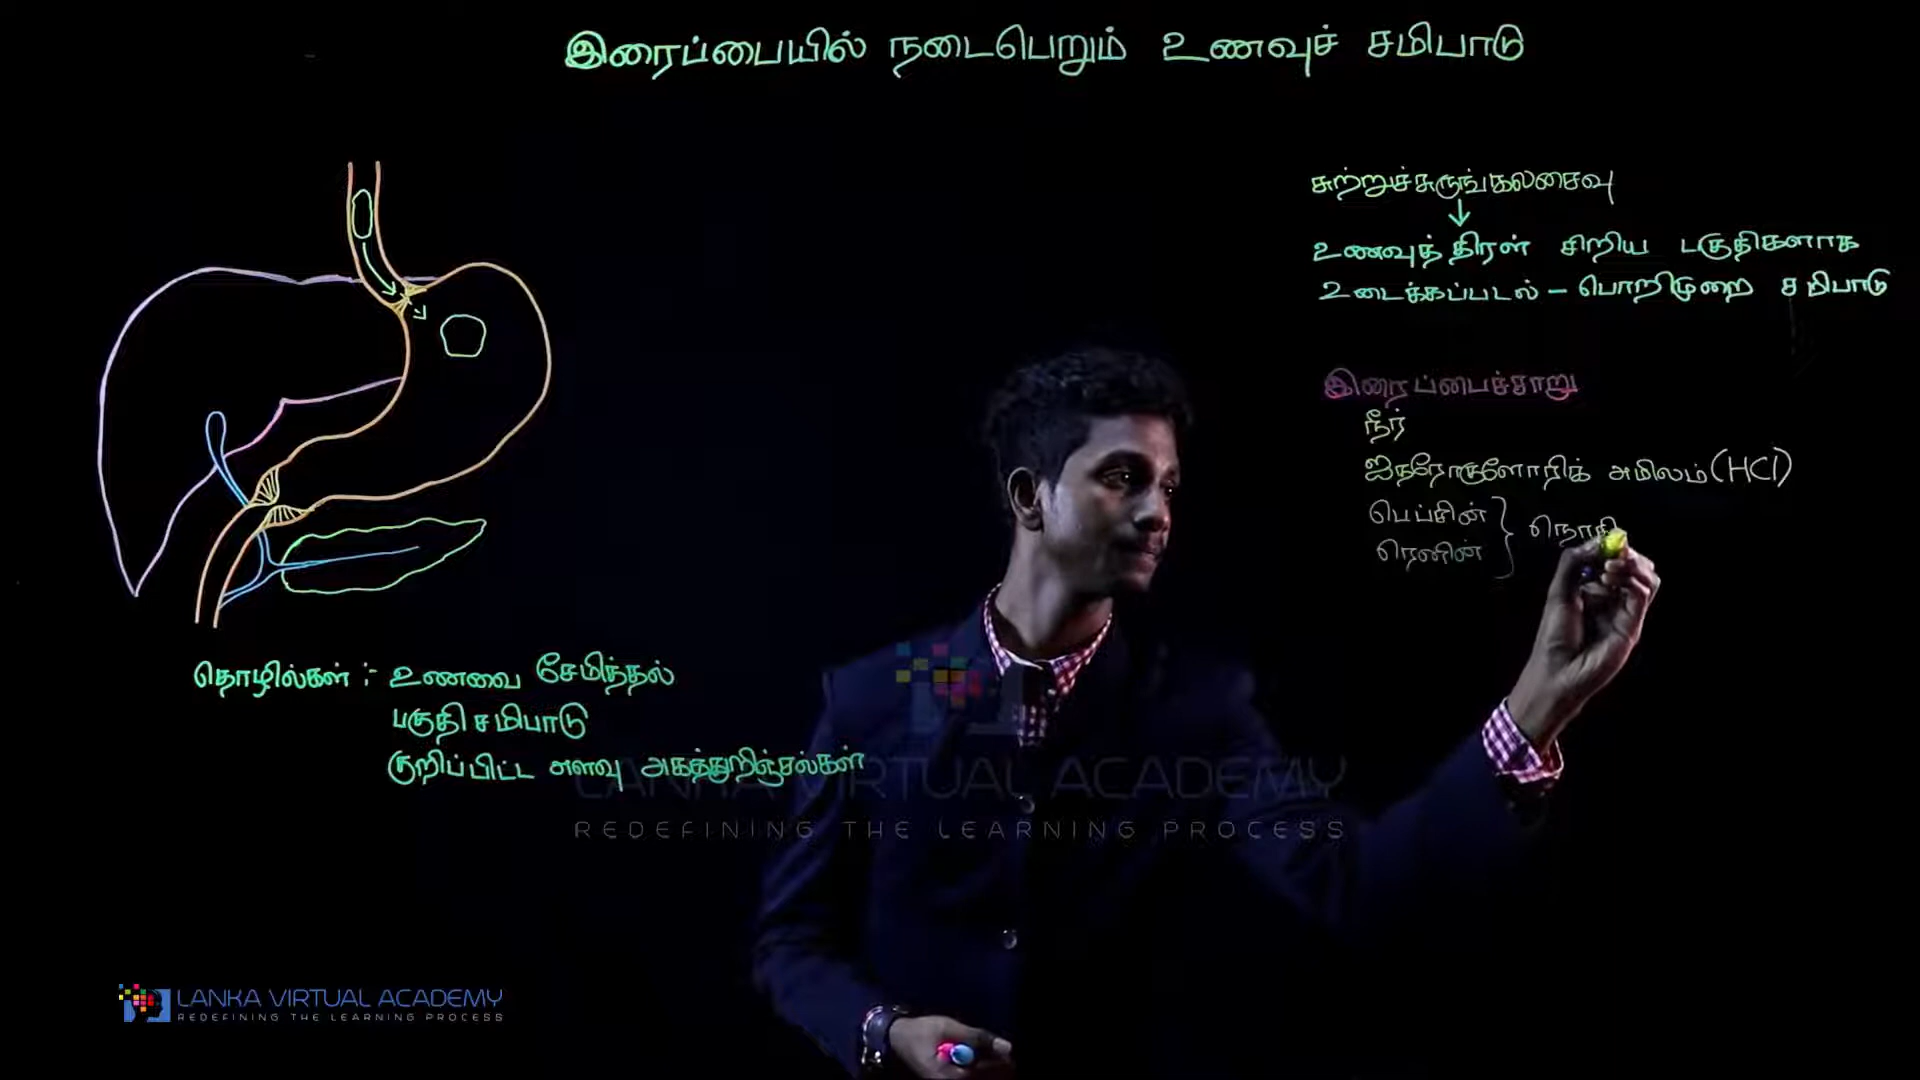 இரைப்பையில் நடைபெறும் உணவுச் சமிபாடு
சுற்றுச்சுருங்கலசைவு
↓
உணவுத்திரள் சிறிய பகுதிகளாக
உடைக்கப்படல் – பொறிமுறை சமிபாடு
இரைப்பைச்சாறு
நீர்
ஐதரோகுளோரிக் அமிலம் (HCl)
பெப்சின்
ரெனின்
} நொதி
தொழில்கள் :- உணவை சேமித்தல்
பகுதி சமிபாடு
குறிப்பிட்ட அளவு அகத்துறிஞ்சல்கள்
LANKA VIRTUAL ACADEMY
REDEFINING THE LEARNING PROCESS
LANKA VIRTUAL ACADEMY
REDEFINING THE LEARNING PROCESS